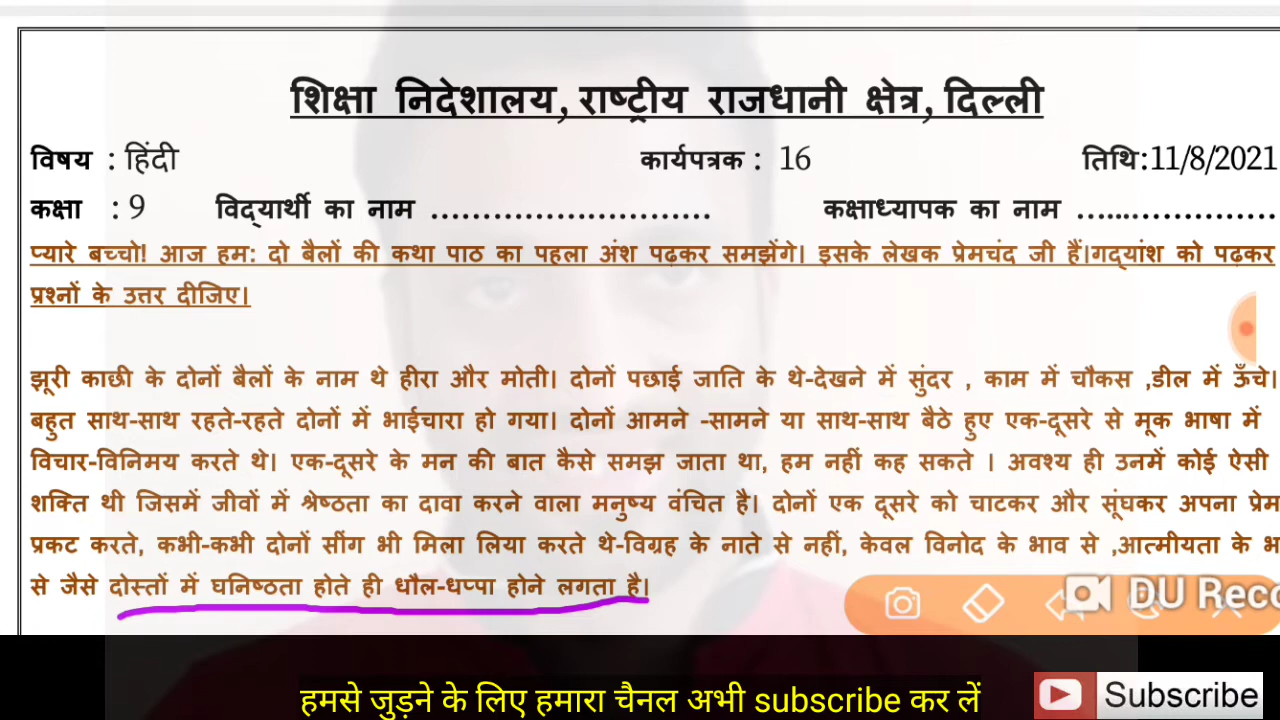 शिक्षा निदेशालय, राष्ट्रीय राजधानी क्षेत्र, दिल्ली
विषय : हिंदी कार्यपत्रक : 16 तिथि:11/8/2021
कक्षा : 9 विद्यार्थी का नाम ........................... कक्षाध्यापक का नाम ....................
प्यारे बच्चो! आज हम: दो बैलों की कथा पाठ का पहला अंश पढ़कर समझेंगे। इसके लेखक प्रेमचंद जी हैं।गद्यांश को पढ़कर
प्रश्नों के उत्तर दीजिए।
झूरी काछी के दोनों बैलों के नाम थे हीरा और मोती। दोनों पछाई जाति के थे-देखने में सुंदर , काम में चौकस ,डील में ऊँचे।
बहुत साथ-साथ रहते-रहते दोनों में भाईचारा हो गया। दोनों आमने -सामने या साथ-साथ बैठे हुए एक-दूसरे से मूक भाषा में
विचार-विनिमय करते थे। एक-दूसरे के मन की बात कैसे समझ जाता था, हम नहीं कह सकते । अवश्य ही उनमें कोई ऐसी
शक्ति थी जिसमें जीवों में श्रेष्ठता का दावा करने वाला मनुष्य वंचित है। दोनों एक दूसरे को चाटकर और सूंघकर अपना प्रेम
प्रकट करते, कभी-कभी दोनों सींग भी मिला लिया करते थे-विग्रह के नाते से नहीं, केवल विनोद के भाव से ,आत्मीयता के
से जैसे दोस्तों में घनिष्ठता होते ही धौल-धप्पा होने लगता है।
DU Reco
हमसे जुड़ने के लिए हमारा चैनल अभी subscribe कर लें
Subscribe